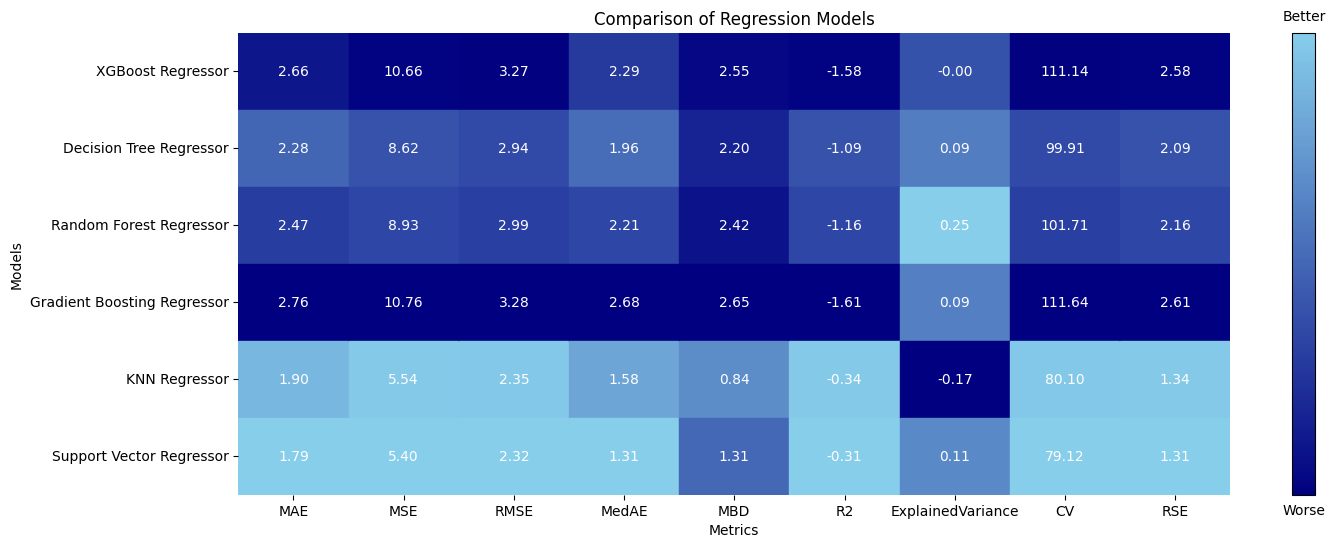 Comparison of Regression Models
Better
XGBoost Regressor 2.66 10.66 3.27 2.29 2.55 -1.58 -0.00 111.14 2.58
Decision Tree Regressor 2.28 8.62 2.94 1.96 2.20 -1.09 0.09 99.91 2.09
Random Forest Regressor 2.47 8.93 2.99 2.21 2.42 -1.16 0.25 101.71 2.16
Models
Gradient Boosting Regressor 2.76 10.76 3.28 2.68 2.65 -1.61 0.09 111.64 2.61
KNN Regressor 1.90 5.54 2.35 1.58 0.84 -0.34 -0.17 80.10 1.34
Support Vector Regressor 1.79 5.40 2.32 1.31 1.31 -0.31 0.11 79.12 1.31
MAE MSE RMSE MedAE MBD R2 ExplainedVariance CV RSE
Worse
Metrics